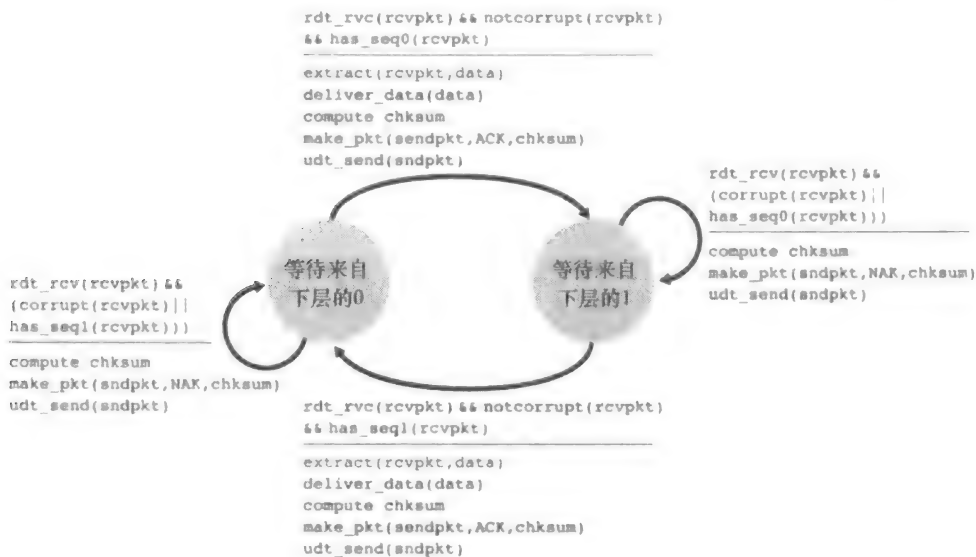 rdt_rvc(rcvpkt) && notcorrupt(rcvpkt)
&& has_seq0(rcvpkt)
extract(rcvpkt,data)
deliver_data(data)
compute chksum
make_pkt(sendpkt,ACK,chksum)
udt_send(sndpkt)
rdt_rcv(rcvpkt) &&
(corrupt(rcvpkt)||
has_seq0(rcvpkt)))
compute chksum
make_pkt(sndpkt,NAK,chksum)
udt_send(sndpkt)
等待来自
下层的0
等待来自
下层的1
rdt_rcv(rcvpkt) &&
(corrupt(rcvpkt)||
has_seq1(rcvpkt)))
compute chksum
make_pkt(sndpkt,NAK,chksum)
udt_send(sndpkt)
rdt_rvc(rcvpkt) && notcorrupt(rcvpkt)
&& has_seq1(rcvpkt)
extract(rcvpkt,data)
deliver_data(data)
compute chksum
make_pkt(sendpkt,ACK,chksum)
udt_send(sndpkt)